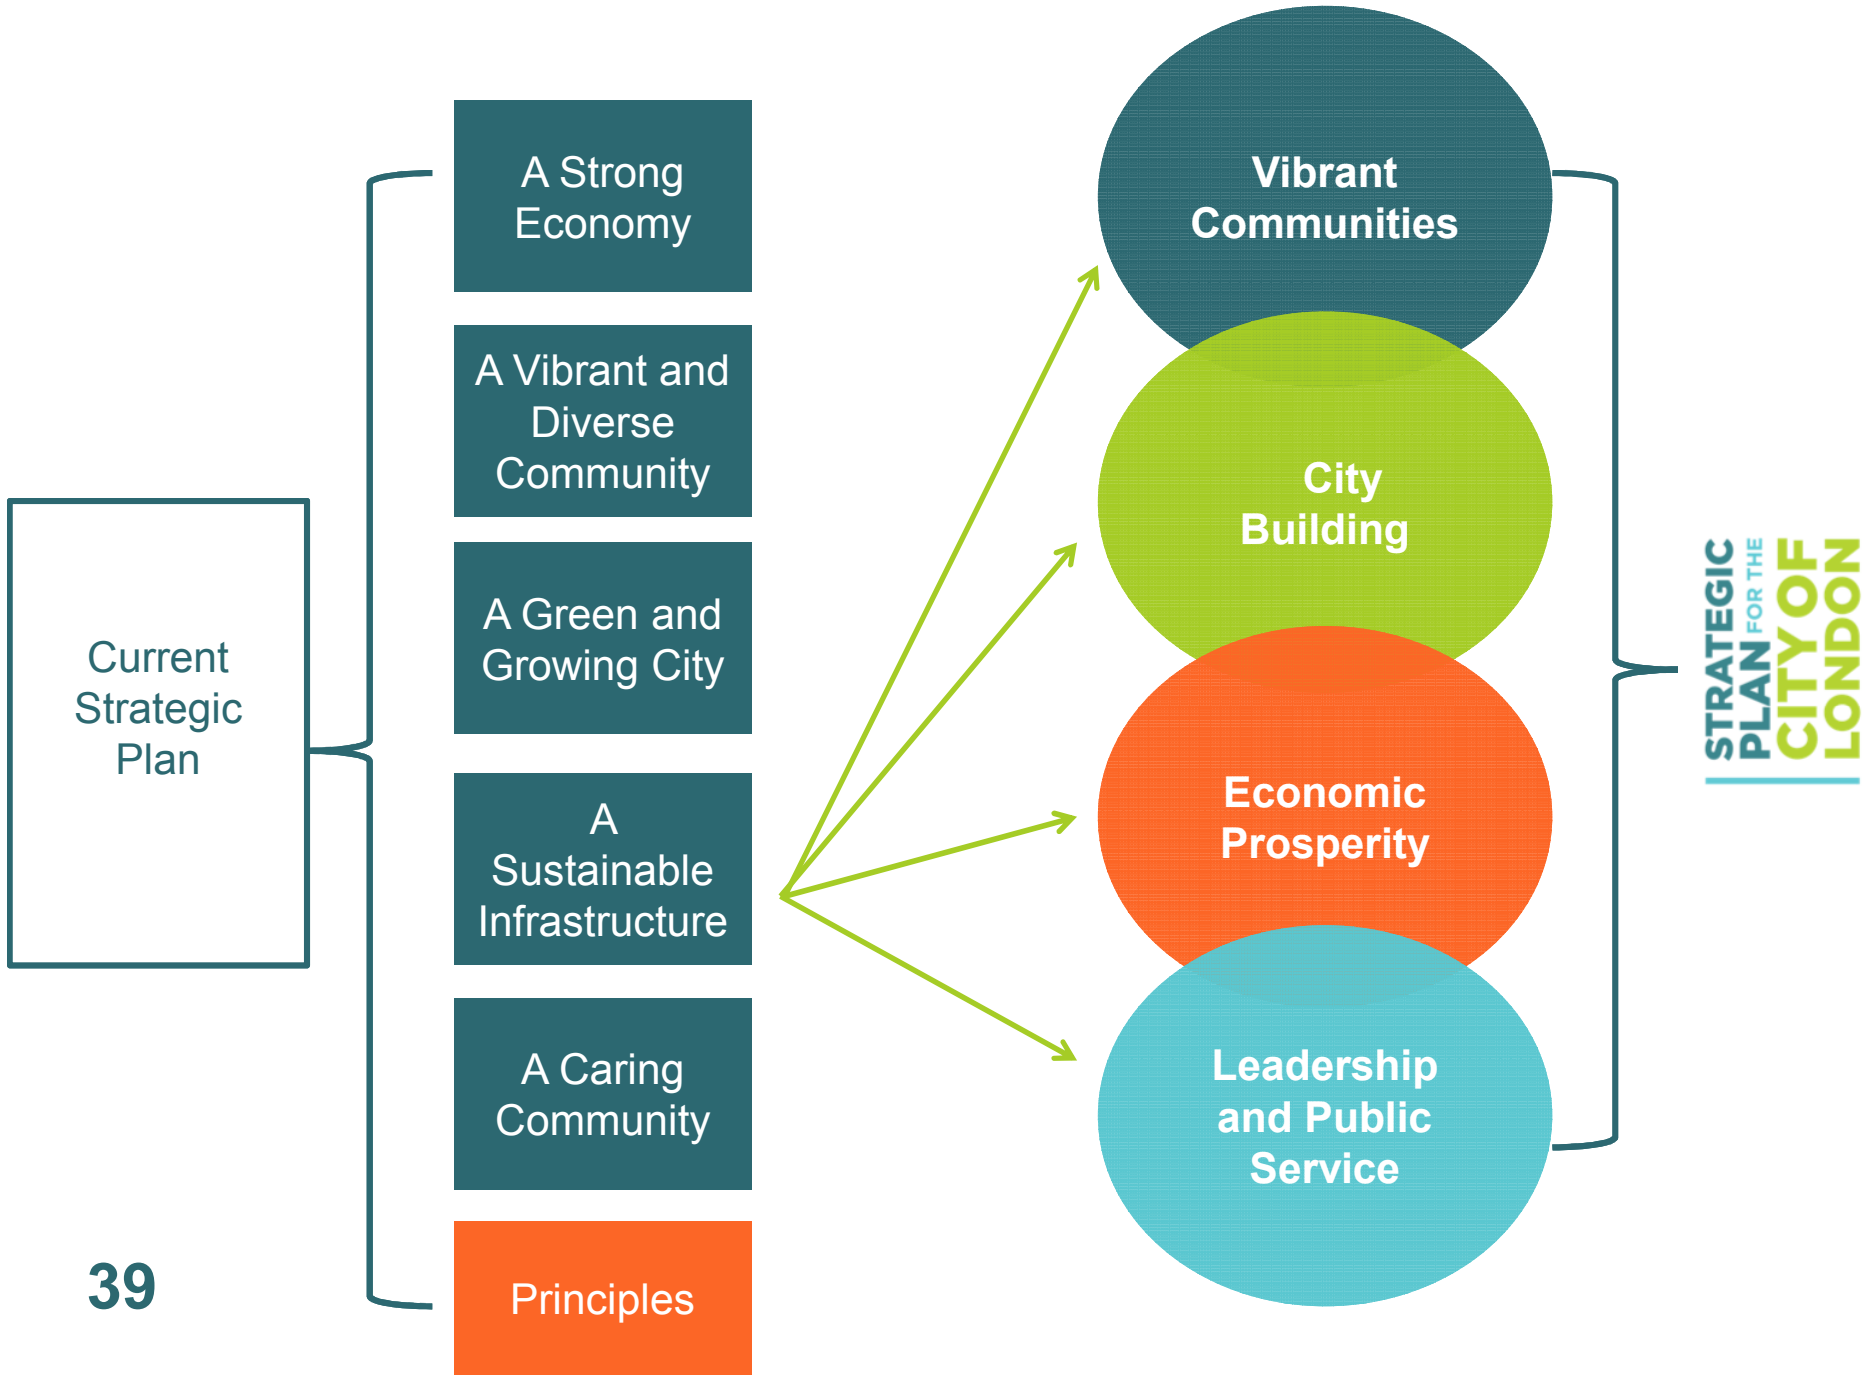 Current
Strategic
Plan
A Strong
Economy
A Vibrant and
Diverse
Community
A Green and
Growing City
A
Sustainable
Infrastructure
A Caring
Community
Principles
Vibrant
Communities
City
Building
Economic
Prosperity
Leadership
and Public
Service
STRATEGIC
PLAN FOR THE
CITY OF
LONDON
39